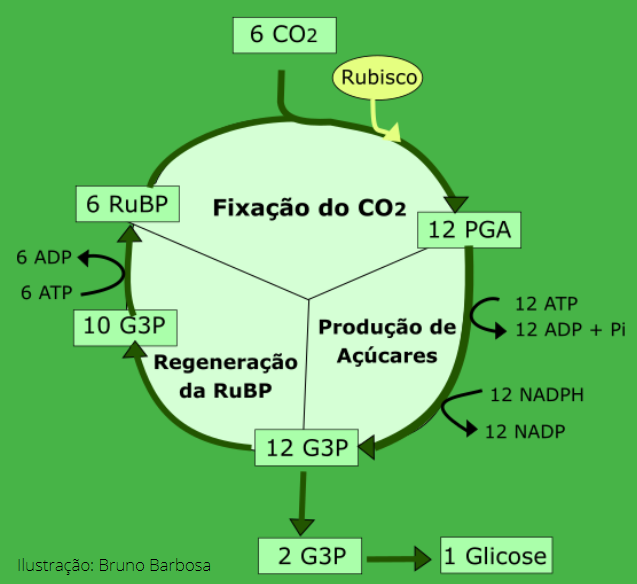 6 CO2
Rubisco
6 RuBP
Fixação do CO2
12 PGA
6 ADP
6 ATP
12 ATP
12 ADP + Pi
10 G3P
Produção de
Açúcares
Regeneração
da RuBP
12 NADPH
12 NADP
12 G3P
2 G3P
1 Glicose
Ilustração: Bruno Barbosa